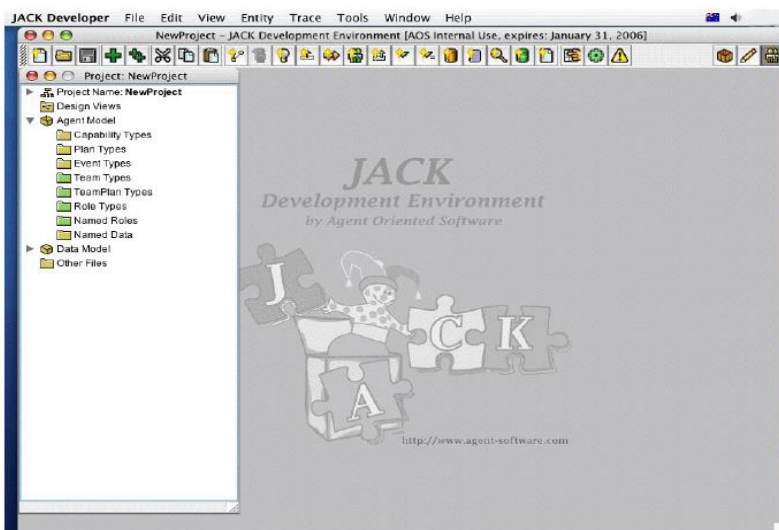 JACK Developer File Edit View Entity Trace Tools Window Help
NewProject – JACK Development Environment [AOS Internal Use, expires: January 31, 2006]
Project: NewProject
Project Name: NewProject
Design Views
Agent Model
Capability Types
Plan Types
Event Types
Team Types
TeamPlan Types
Role Types
Named Roles
Named Data
Data Model
Other Files
JACK
Development Environment
by Agent Oriented Software
J
A
C
K
http://www.agent-software.com